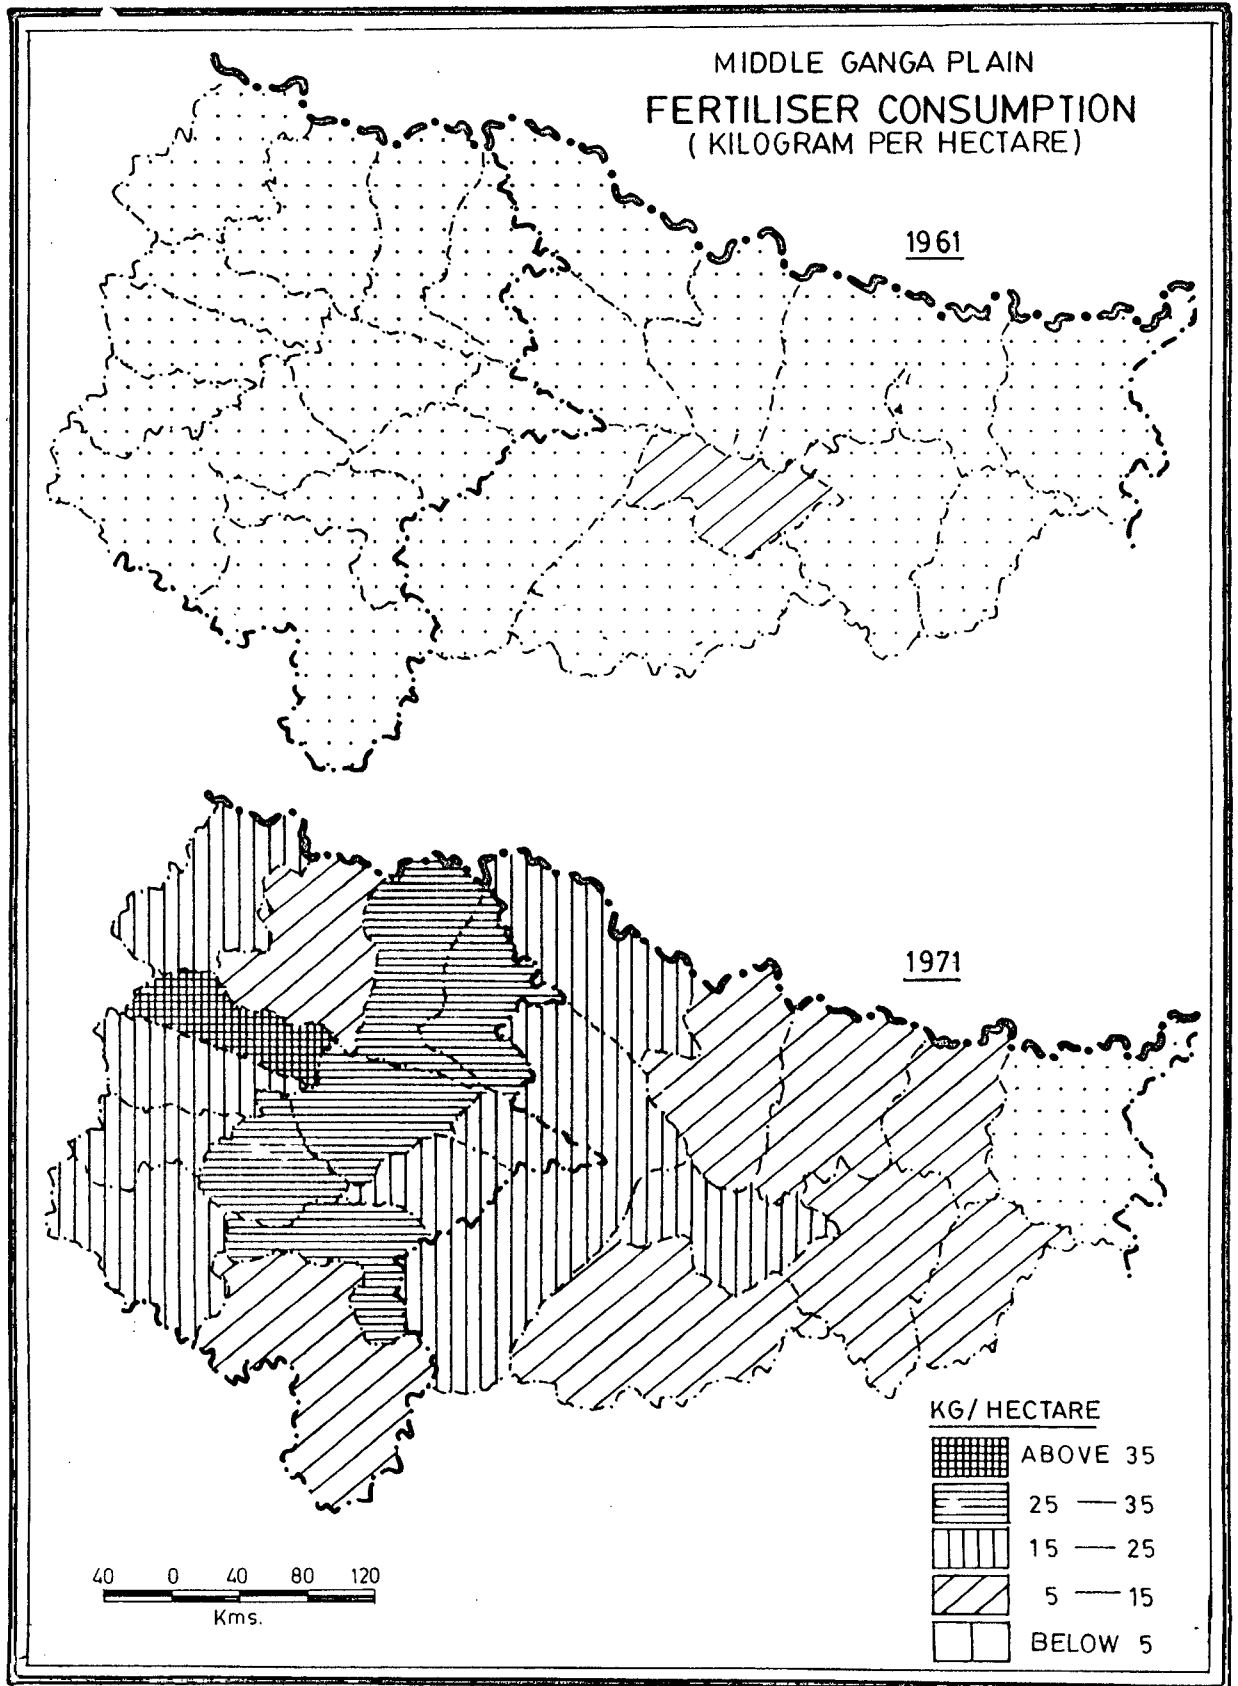 MIDDLE GANGA PLAIN
FERTILISER CONSUMPTION
( KILOGRAM PER HECTARE)
1961
1971
KG/ HECTARE
ABOVE 35
25 — 35
15 — 25
5 — 15
BELOW 5
40 0 40 80 120
Kms.